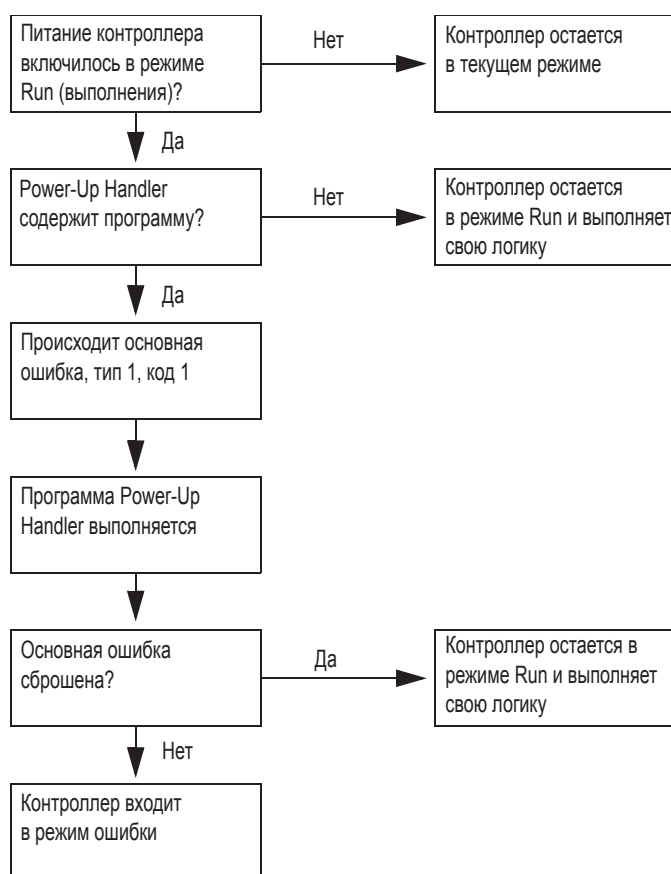 Питание контроллера
включилось в режиме
Run (выполнения)?
Нет
Контроллер остается
в текущем режиме
Да
Power-Up Handler
содержит программу?
Нет
Контроллер остается
в режиме Run и выполняет
свою логику
Да
Происходит основная
ошибка, тип 1, код 1
Программа Power-Up
Handler выполняется
Основная ошибка
сброшена?
Да
Контроллер остается в
режиме Run и выполняет
свою логику
Нет
Контроллер входит
в режим ошибки